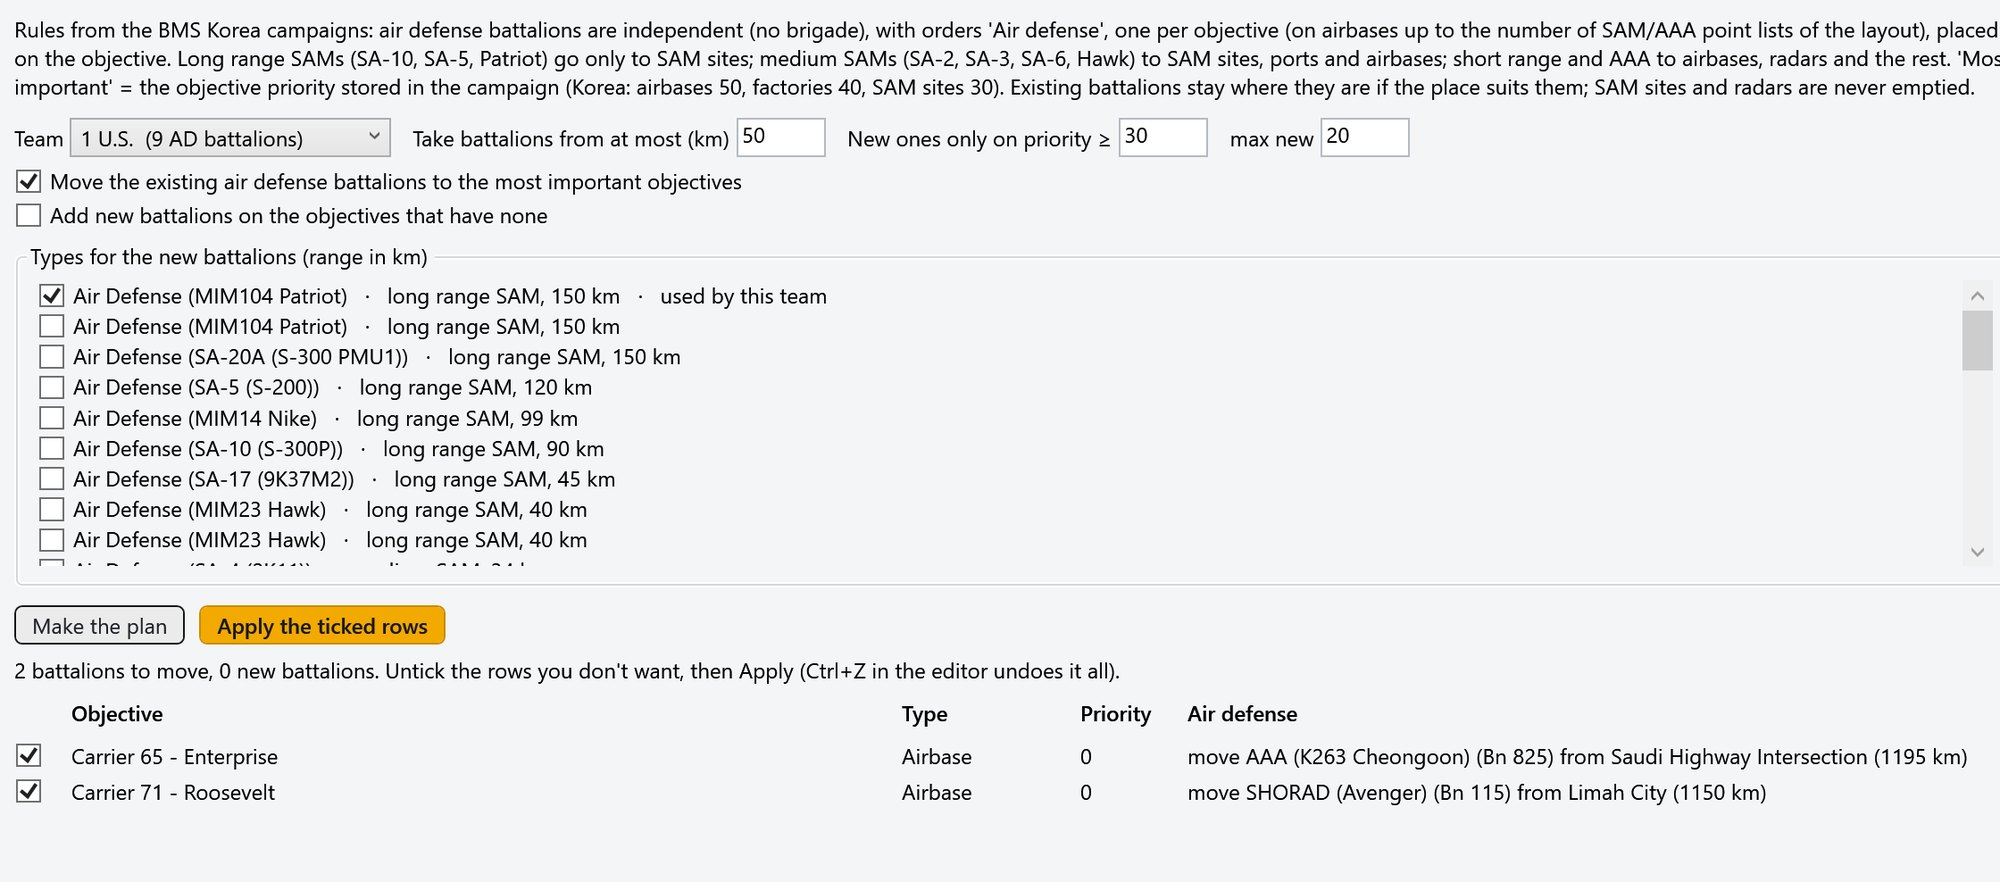 Rules from the BMS Korea campaigns: air defense battalions are independent (no brigade), with orders 'Air defense', one per objective (on airbases up to the number of SAM/AAA point lists of the layout), placed
on the objective. Long range SAMs (SA-10, SA-5, Patriot) go only to SAM sites; medium SAMs (SA-2, SA-3, SA-6, Hawk) to SAM sites, ports and airbases; short range and AAA to airbases, radars and the rest. 'Mos
important' = the objective priority stored in the campaign (Korea: airbases 50, factories 40, SAM sites 30). Existing battalions stay where they are if the place suits them; SAM sites and radars are never emptied.
Team 1 U.S. (9 AD battalions) Take battalions from at most (km) 50 New ones only on priority ≥ 30 max new 20
Move the existing air defense battalions to the most important objectives
Add new battalions on the objectives that have none
Types for the new battalions (range in km)
Air Defense (MIM104 Patriot) · long range SAM, 150 km · used by this team
Air Defense (MIM104 Patriot) · long range SAM, 150 km
Air Defense (SA-20A (S-300 PMU1)) · long range SAM, 150 km
Air Defense (SA-5 (S-200)) · long range SAM, 120 km
Air Defense (MIM14 Nike) · long range SAM, 99 km
Air Defense (SA-10 (S-300P)) · long range SAM, 90 km
Air Defense (SA-17 (9K37M2)) · long range SAM, 45 km
Air Defense (MIM23 Hawk) · long range SAM, 40 km
Air Defense (MIM23 Hawk) · long range SAM, 40 km
Make the plan Apply the ticked rows
2 battalions to move, 0 new battalions. Untick the rows you don't want, then Apply (Ctrl+Z in the editor undoes it all).
Objective Type Priority Air defense
Carrier 65 - Enterprise Airbase 0 move AAA (K263 Cheongoon) (Bn 825) from Saudi Highway Intersection (1195 km)
Carrier 71 - Roosevelt Airbase 0 move SHORAD (Avenger) (Bn 115) from Limah City (1150 km)